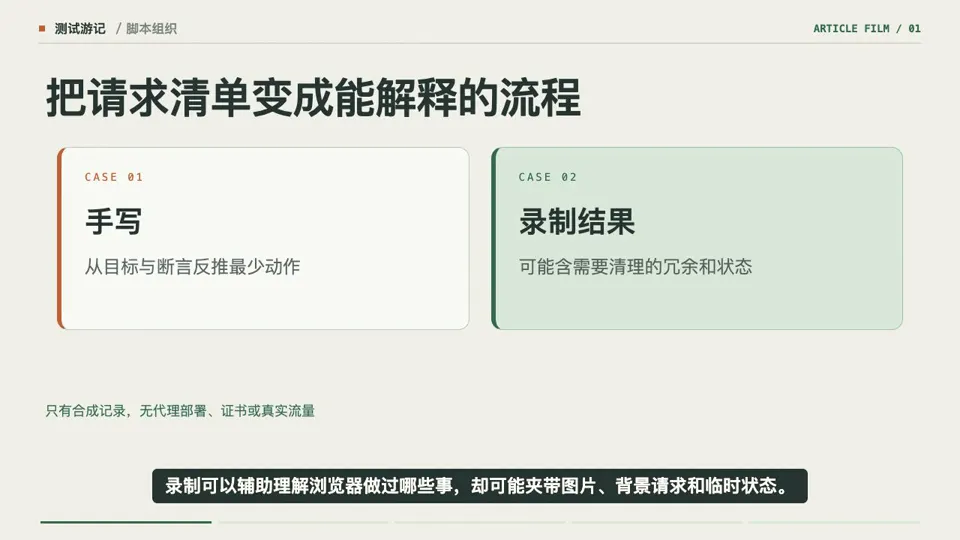 测试游记 / 脚本组织
ARTICLE FILM / 01
把请求清单变成能解释的流程
CASE 01
手写
从目标与断言反推最少动作
CASE 02
录制结果
可能含需要清理的冗余和状态
只有合成记录，无代理部署、证书或真实流量
录制可以辅助理解浏览器做过哪些事，却可能夹带图片、背景请求和临时状态。